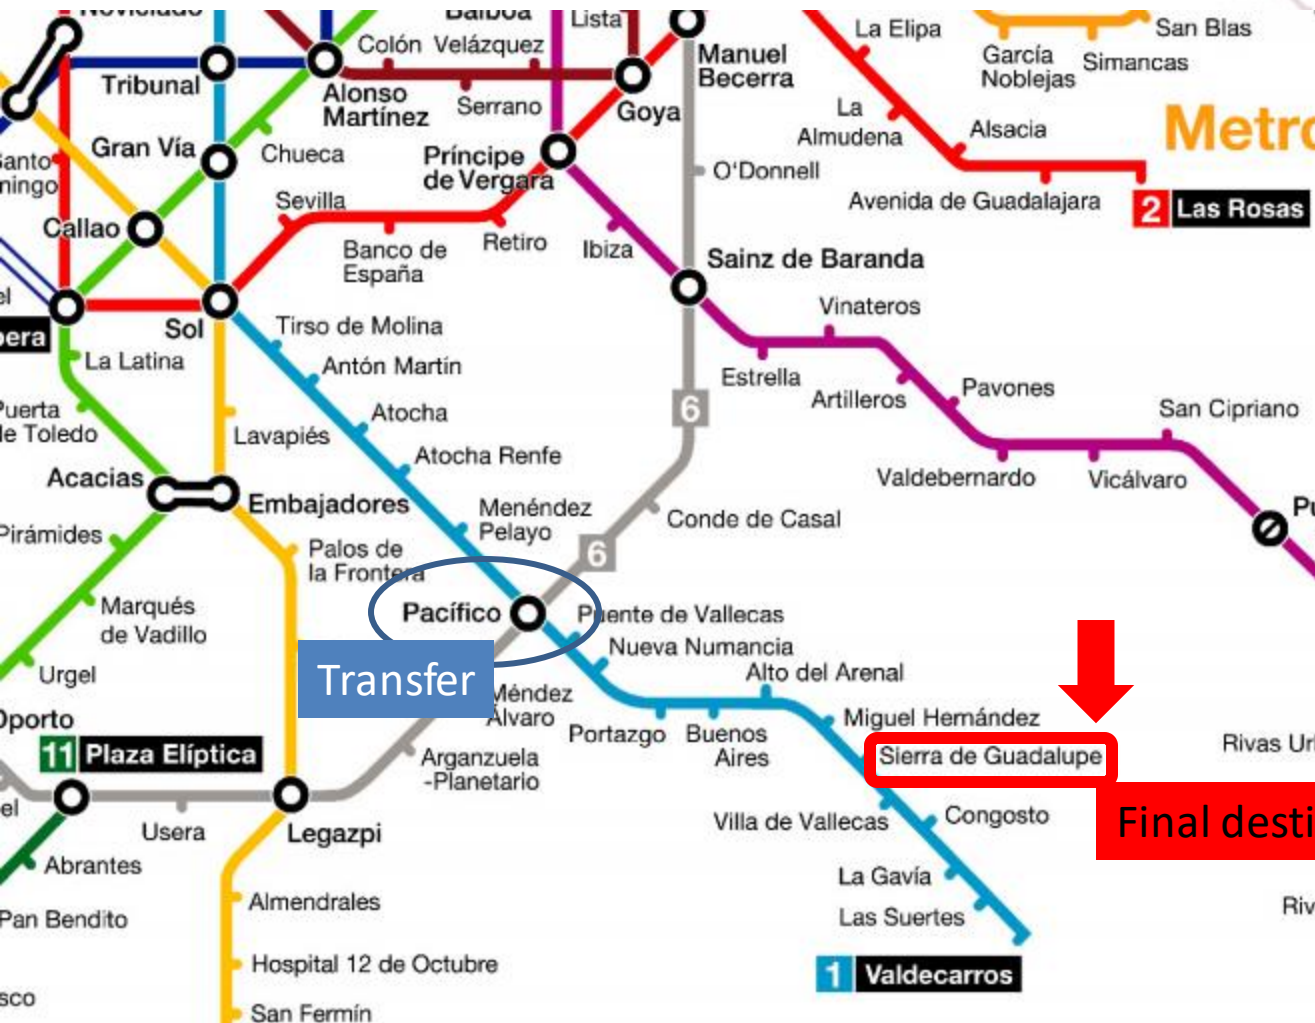 Lista
La Elipa
San Blas
García
Noblejas
Simancas
Colón
Velázquez
Manuel
Becerra
Tribunal
Alonso
Martínez
Serrano
Goya
La
Almudena
Alsacia
Metro
Gran Vía
Chueca
Príncipe
de Vergara
O'Donnell
Avenida de Guadalajara
2 Las Rosas
Sevilla
Callao
Banco de
España
Retiro
Ibiza
Sainz de Baranda
Sol
Tirso de Molina
Vinateros
La Latina
Antón Martín
Estrella
Artilleros
Pavones
San Cipriano
6
Atocha
Puerta
de Toledo
Lavapiés
Atocha Renfe
Valdebernardo
Vicálvaro
Acacias
Embajadores
Menéndez
Pelayo
Conde de Casal
Pirámides
Palos de
la Frontera
6
Pacífico
Puente de Vallecas
Marqués
de Vadillo
Nueva Numancia
Urgel
Transfer
Alto del Arenal
Méndez
Álvaro
Oporto
Portazgo
Buenos
Aires
Miguel Hernández
Sierra de Guadalupe
11 Plaza Elíptica
Arganzuela
-Planetario
Final desti
Usera
Legazpi
Villa de Vallecas
Congosto
Abrantes
La Gavía
Almendrales
Las Suertes
Pan Bendito
Hospital 12 de Octubre
1 Valdecarros
San Fermín